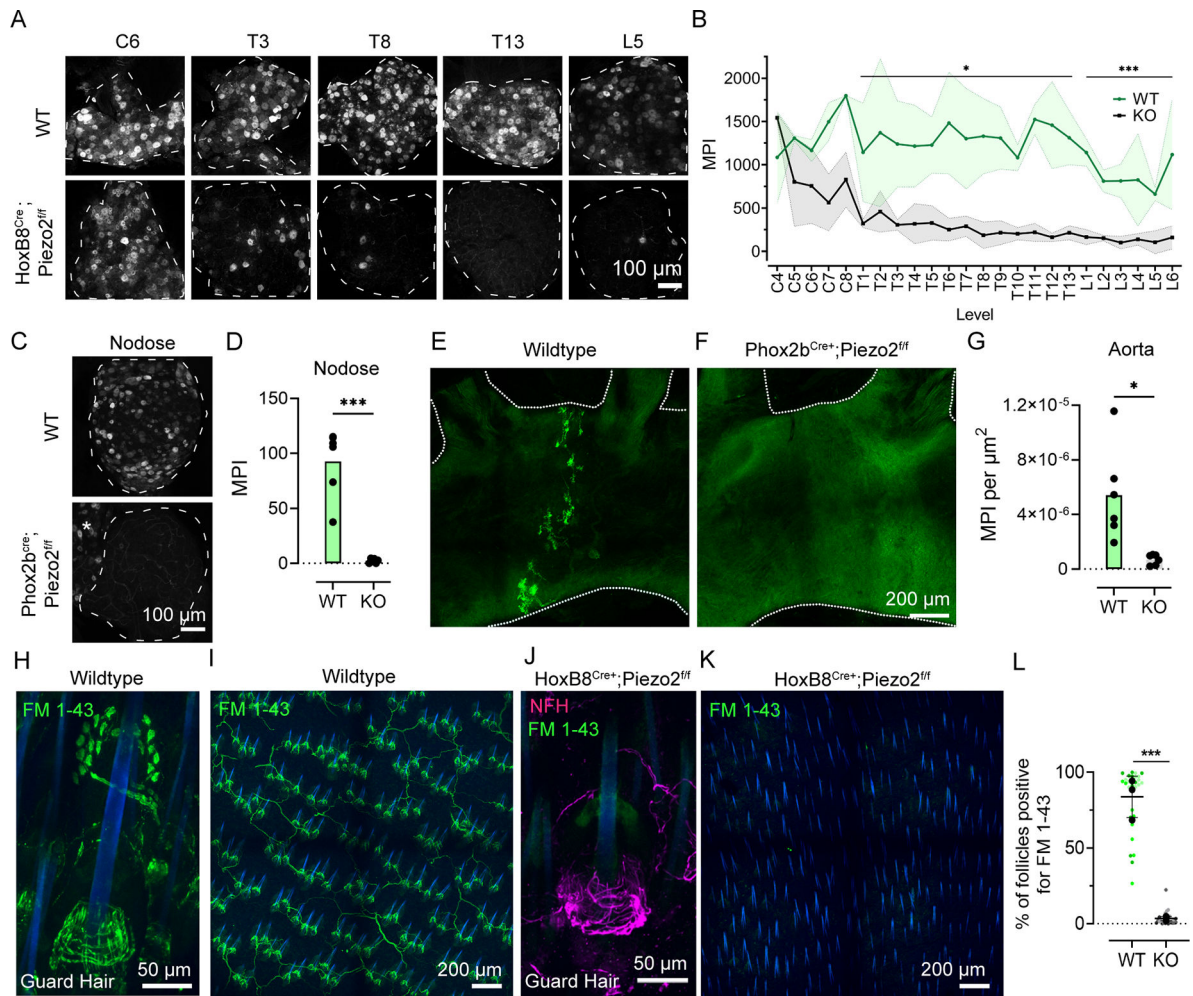 A
C6
T3
T8
T13
L5
WT
HoxB8Cre;
Piezo2f/f
100 µm
B
MPI
2000
1500
1000
500
0
*
***
WT
KO
C4
C5
C6
C7
C8
T1
T2
T3
T4
T5
T6
T7
T8
T9
T10
T11
T12
T13
L1
L2
L3
L4
L5
L6
Level
C
Nodose
WT
Phox2bcre;
Piezo2f/f
*
100 µm
D
Nodose
MPI
150
100
50
0
***
WT
KO
E
Wildtype
F
Phox2bCre+;Piezo2f/f
200 µm
G
Aorta
MPI per µm2
1.2×10-5
8×10-6
4×10-6
0
*
WT
KO
H
Wildtype
FM 1-43
Guard Hair
50 µm
I
Wildtype
FM 1-43
200 µm
J
HoxB8Cre+;Piezo2f/f
NFH
FM 1-43
Guard Hair
50 µm
K
HoxB8Cre+;Piezo2f/f
FM 1-43
200 µm
L
% of follicles positive
for FM 1-43
100
50
0
***
WT
KO